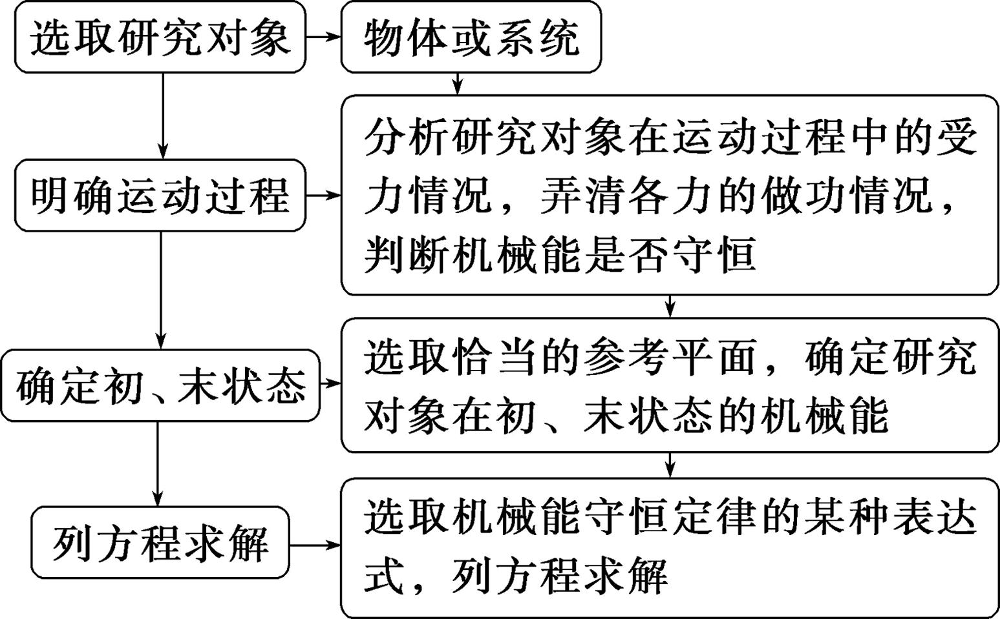 选取研究对象
物体或系统
明确运动过程
分析研究对象在运动过程中的受
力情况，弄清各力的做功情况，
判断机械能是否守恒
确定初、末状态
选取恰当的参考平面，确定研究
对象在初、末状态的机械能
列方程求解
选取机械能守恒定律的某种表达
式，列方程求解